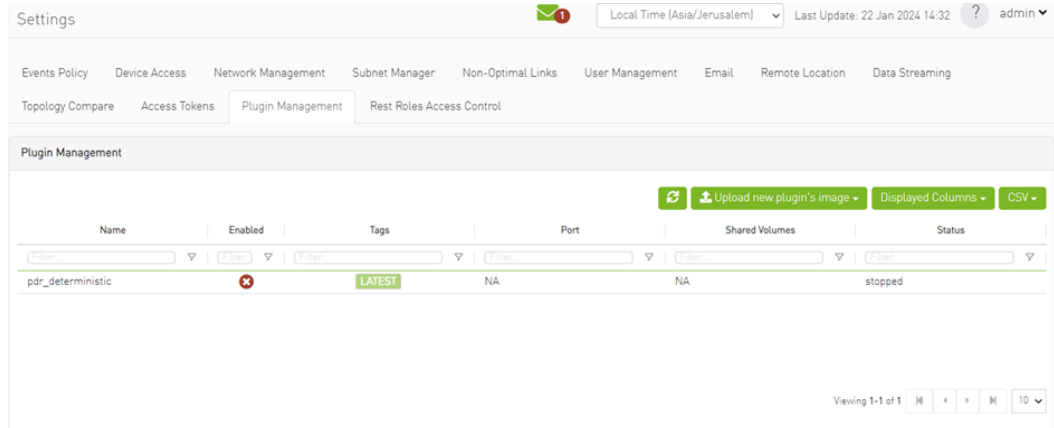 Settings 1 Local Time (Asia/Jerusalem) Last Update: 22 Jan 2024 14:32 ? admin
Events Policy Device Access Network Management Subnet Manager Non-Optimal Links User Management Email Remote Location Data Streaming
Topology Compare Access Tokens Plugin Management Rest Roles Access Control
Plugin Management
Upload new plugin's image Displayed Columns CSV
Name Enabled Tags Port Shared Volumes Status
Filter... Filter... Filter... Filter... Filter... Filter...
pdr_deterministic LATEST NA NA stopped
Viewing 1-1 of 1 10